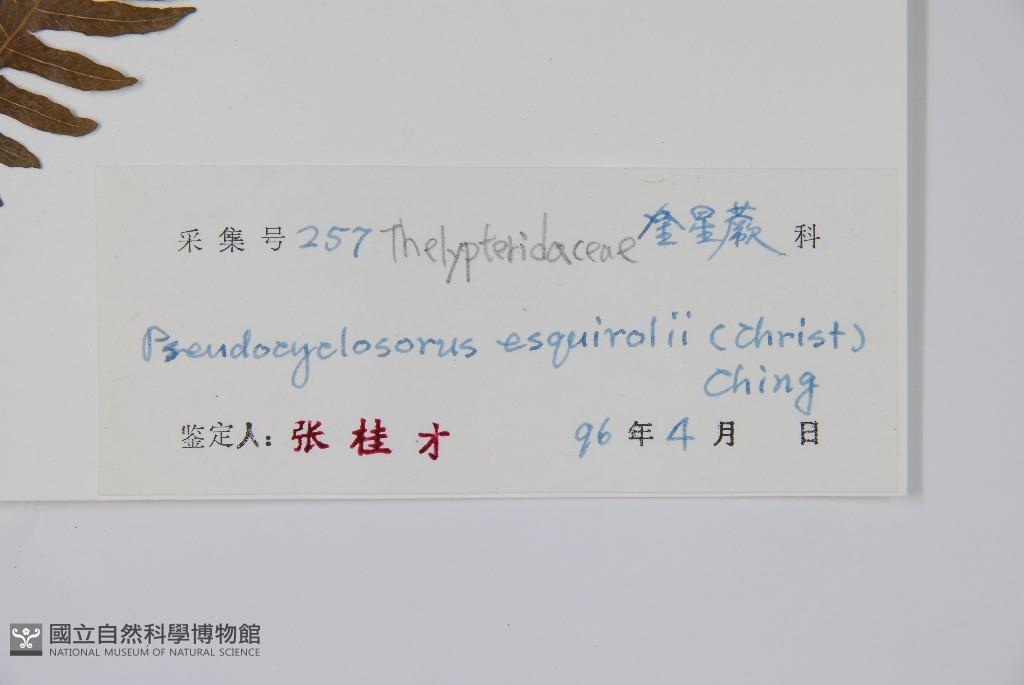 采集号 257 Thelypteridaceae 金星蕨 科
Pseudocyclosorus esquirolii (Christ)
Ching
鉴定人: 张桂才 96 年 4 月 日
國立自然科學博物館
NATIONAL MUSEUM OF NATURAL SCIENCE